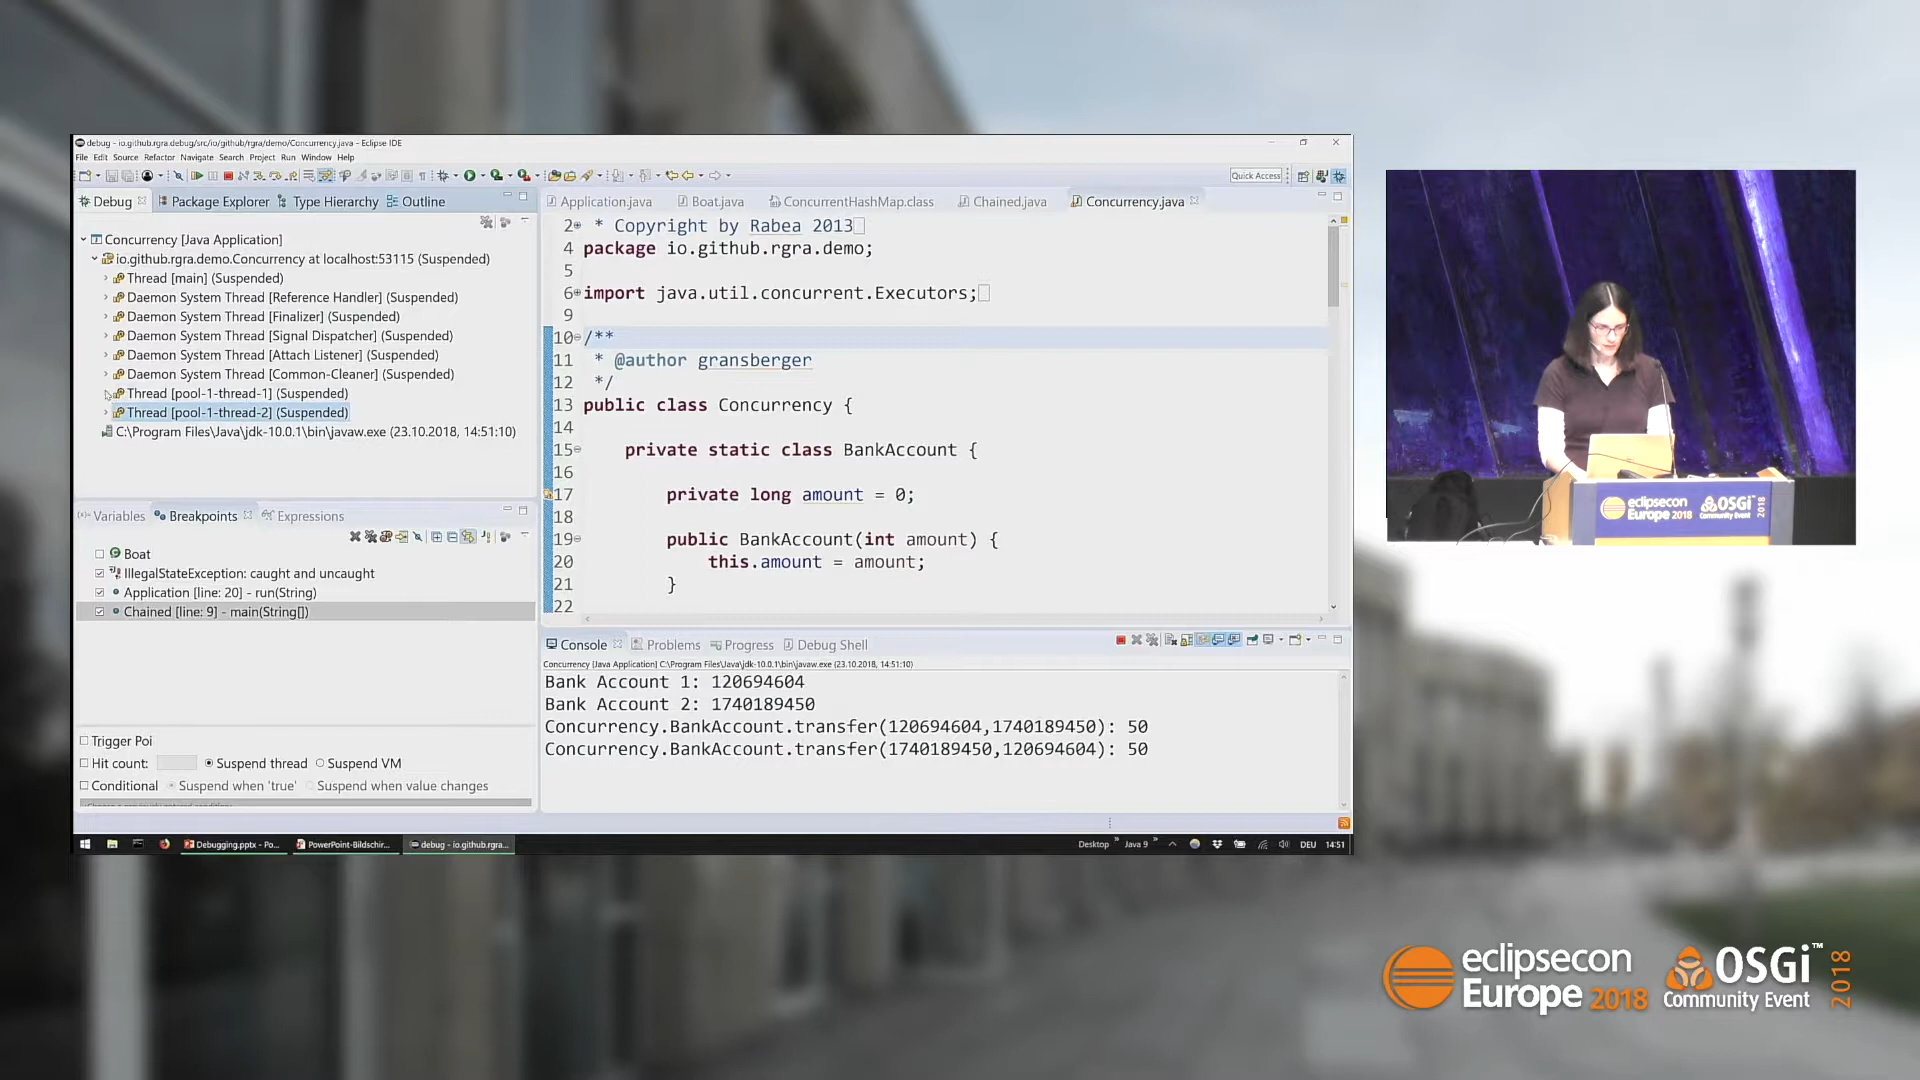 debug - io.github.rgra.debug/src/io/github/rgra/demo/Concurrency.java - Eclipse IDE
File Edit Source Refactor Navigate Search Project Run Window Help
Quick Access
Debug Package Explorer Type Hierarchy Outline
Concurrency [Java Application]
io.github.rgra.demo.Concurrency at localhost:53115 (Suspended)
Thread [main] (Suspended)
Daemon System Thread [Reference Handler] (Suspended)
Daemon System Thread [Finalizer] (Suspended)
Daemon System Thread [Signal Dispatcher] (Suspended)
Daemon System Thread [Attach Listener] (Suspended)
Daemon System Thread [Common-Cleaner] (Suspended)
Thread [pool-1-thread-1] (Suspended)
Thread [pool-1-thread-2] (Suspended)
C:\Program Files\Java\jdk-10.0.1\bin\javaw.exe (23.10.2018, 14:51:10)
Variables Breakpoints Expressions
Boat
IllegalStateException: caught and uncaught
Application [line: 20] - run(String)
Chained [line: 9] - main(String[])
Trigger Poi
Hit count: Suspend thread Suspend VM
Conditional Suspend when 'true' Suspend when value changes
Application.java Boat.java ConcurrentHashMap.class Chained.java Concurrency.java
2 * Copyright by Rabea 2013
4 package io.github.rgra.demo;
5
6 import java.util.concurrent.Executors;
9
10 /**
11 * @author gransberger
12 */
13 public class Concurrency {
14
15 private static class BankAccount {
16
17 private long amount = 0;
18
19 public BankAccount(int amount) {
20 this.amount = amount;
21 }
22
Console Problems Progress Debug Shell
Concurrency [Java Application] C:\Program Files\Java\jdk-10.0.1\bin\javaw.exe (23.10.2018, 14:51:10)
Bank Account 1: 120694604
Bank Account 2: 1740189450
Concurrency.BankAccount.transfer(120694604,1740189450): 50
Concurrency.BankAccount.transfer(1740189450,120694604): 50
Debugging.pptx - Po... PowerPoint-Bildschir... debug - io.github.rgra...
Desktop Java 9 DEU 14:51
eclipsecon
Europe 2018
OSGi
Community Event
2018
eclipsecon
Europe 2018
OSGi™
Community Event
2018